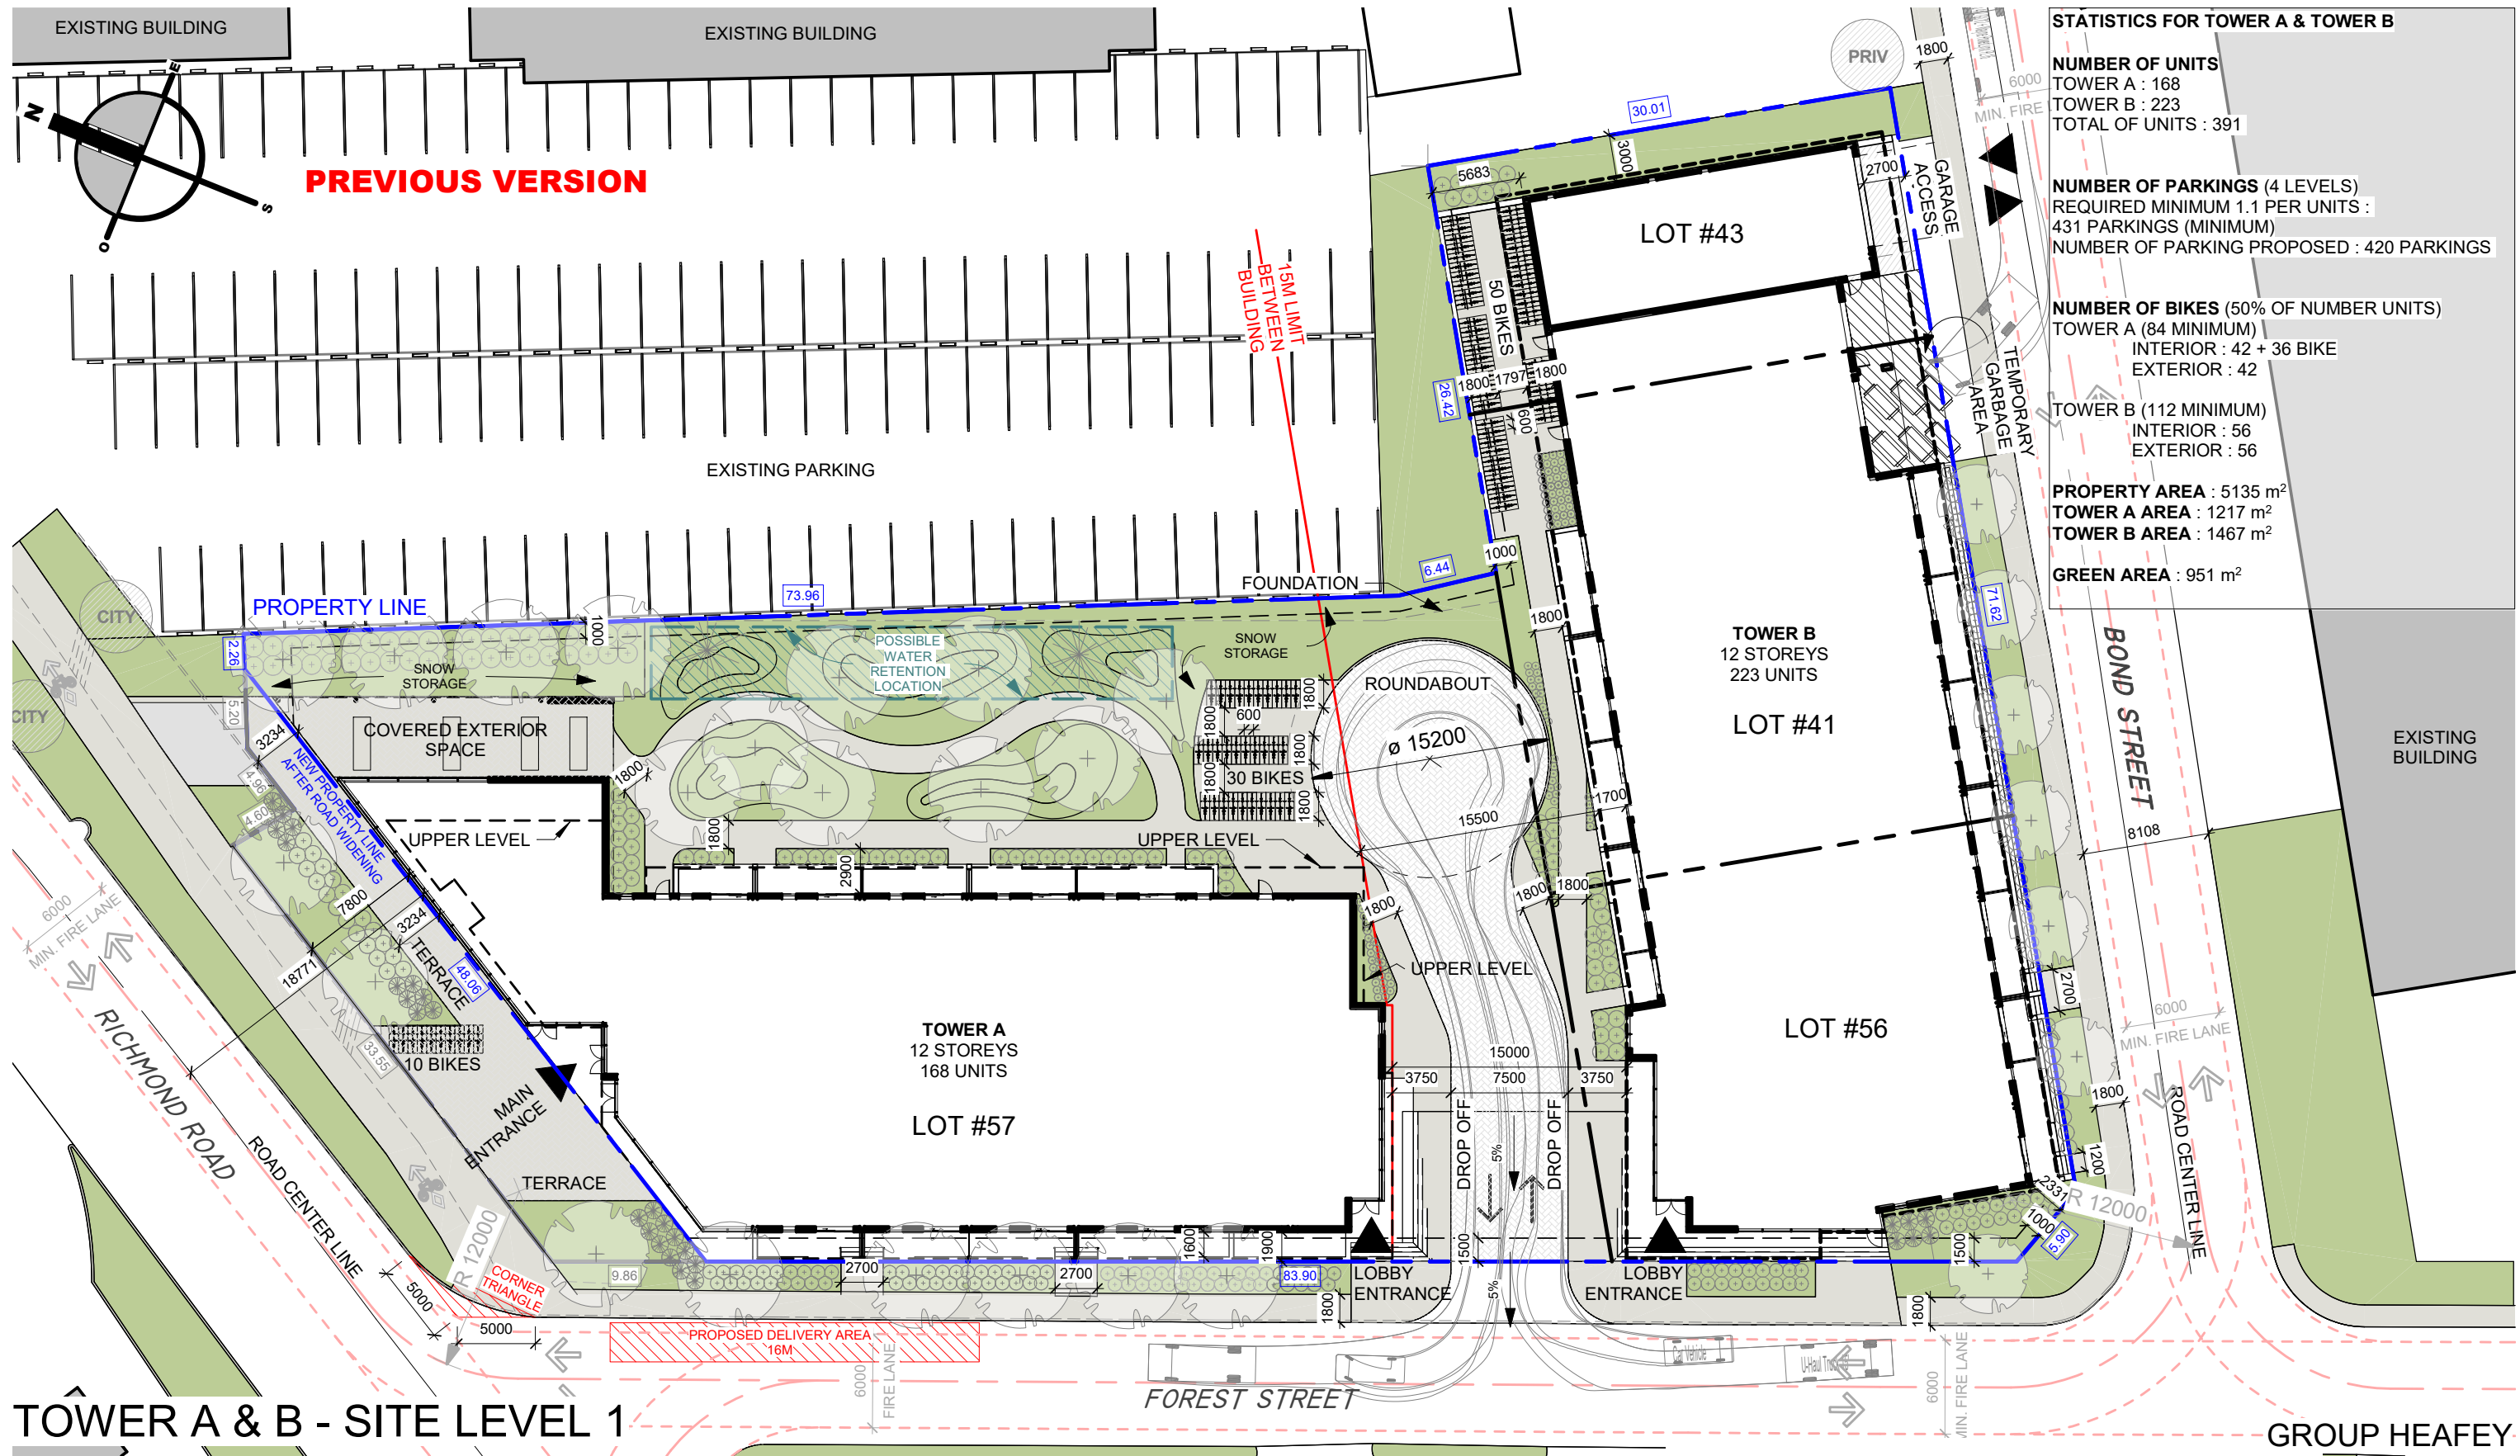 EXISTING BUILDING
EXISTING BUILDING
PRIV
1800
STATISTICS FOR TOWER A & TOWER B
NUMBER OF UNITS
TOWER A : 168
TOWER B : 223
TOTAL OF UNITS : 391
NUMBER OF PARKINGS (4 LEVELS)
REQUIRED MINIMUM 1.1 PER UNITS :
431 PARKINGS (MINIMUM)
NUMBER OF PARKING PROPOSED : 420 PARKINGS
NUMBER OF BIKES (50% OF NUMBER UNITS)
TOWER A (84 MINIMUM)
INTERIOR : 42 + 36 BIKE
EXTERIOR : 42
TOWER B (112 MINIMUM)
INTERIOR : 56
EXTERIOR : 56
PROPERTY AREA : 5135 m²
TOWER A AREA : 1217 m²
TOWER B AREA : 1467 m²
GREEN AREA : 951 m²
N
E
S
O
PREVIOUS VERSION
6000
MIN. FIRE
30.01
3000
5683
2700
GARAGE
ACCESS
LOT #43
15M LIMIT
BETWEEN
BUILDING
50 BIKES
26.42
1800
1797
1800
600
TEMPORARY
GARBAGE
AREA
EXISTING PARKING
1000
6.44
FOUNDATION
73.96
PROPERTY LINE
CITY
CITY
2.26
1000
SNOW
STORAGE
POSSIBLE
WATER
RETENTION
LOCATION
SNOW
STORAGE
1800
71.62
TOWER B
12 STOREYS
223 UNITS
LOT #41
ROUNDABOUT
BOND STREET
EXISTING
BUILDING
5.20
3234
COVERED EXTERIOR
SPACE
1800
1800
600
1800
1800
30 BIKES
1800
ø 15200
4.96
4.60
NEW PROPERTY LINE
AFTER ROAD WIDENING
1800
1700
15500
8108
UPPER LEVEL
1800
2900
UPPER LEVEL
1800
1800
1800
7800
3234
6000
MIN. FIRE LANE
18771
TERRACE
48.06
UPPER LEVEL
2700
6000
MIN. FIRE LANE
RICHMOND ROAD
33.55
10 BIKES
TOWER A
12 STOREYS
168 UNITS
LOT #57
LOT #56
15000
3750
7500
3750
1800
MAIN
ENTRANCE
DROP OFF
DROP OFF
5%
ROAD CENTER LINE
1200
ROAD CENTER LINE
TERRACE
2331
R 12000
1000
5.90
R 12000
1600
1900
1500
1500
9.86
2700
2700
83.90
LOBBY
ENTRANCE
LOBBY
ENTRANCE
5%
CORNER
TRIANGLE
5000
5000
1800
1800
PROPOSED DELIVERY AREA
16M
6000
FIRE LANE
Car Vehicle
6000
MIN. FIRE LANE
FOREST STREET
TOWER A & B - SITE LEVEL 1
GROUP HEAFEY